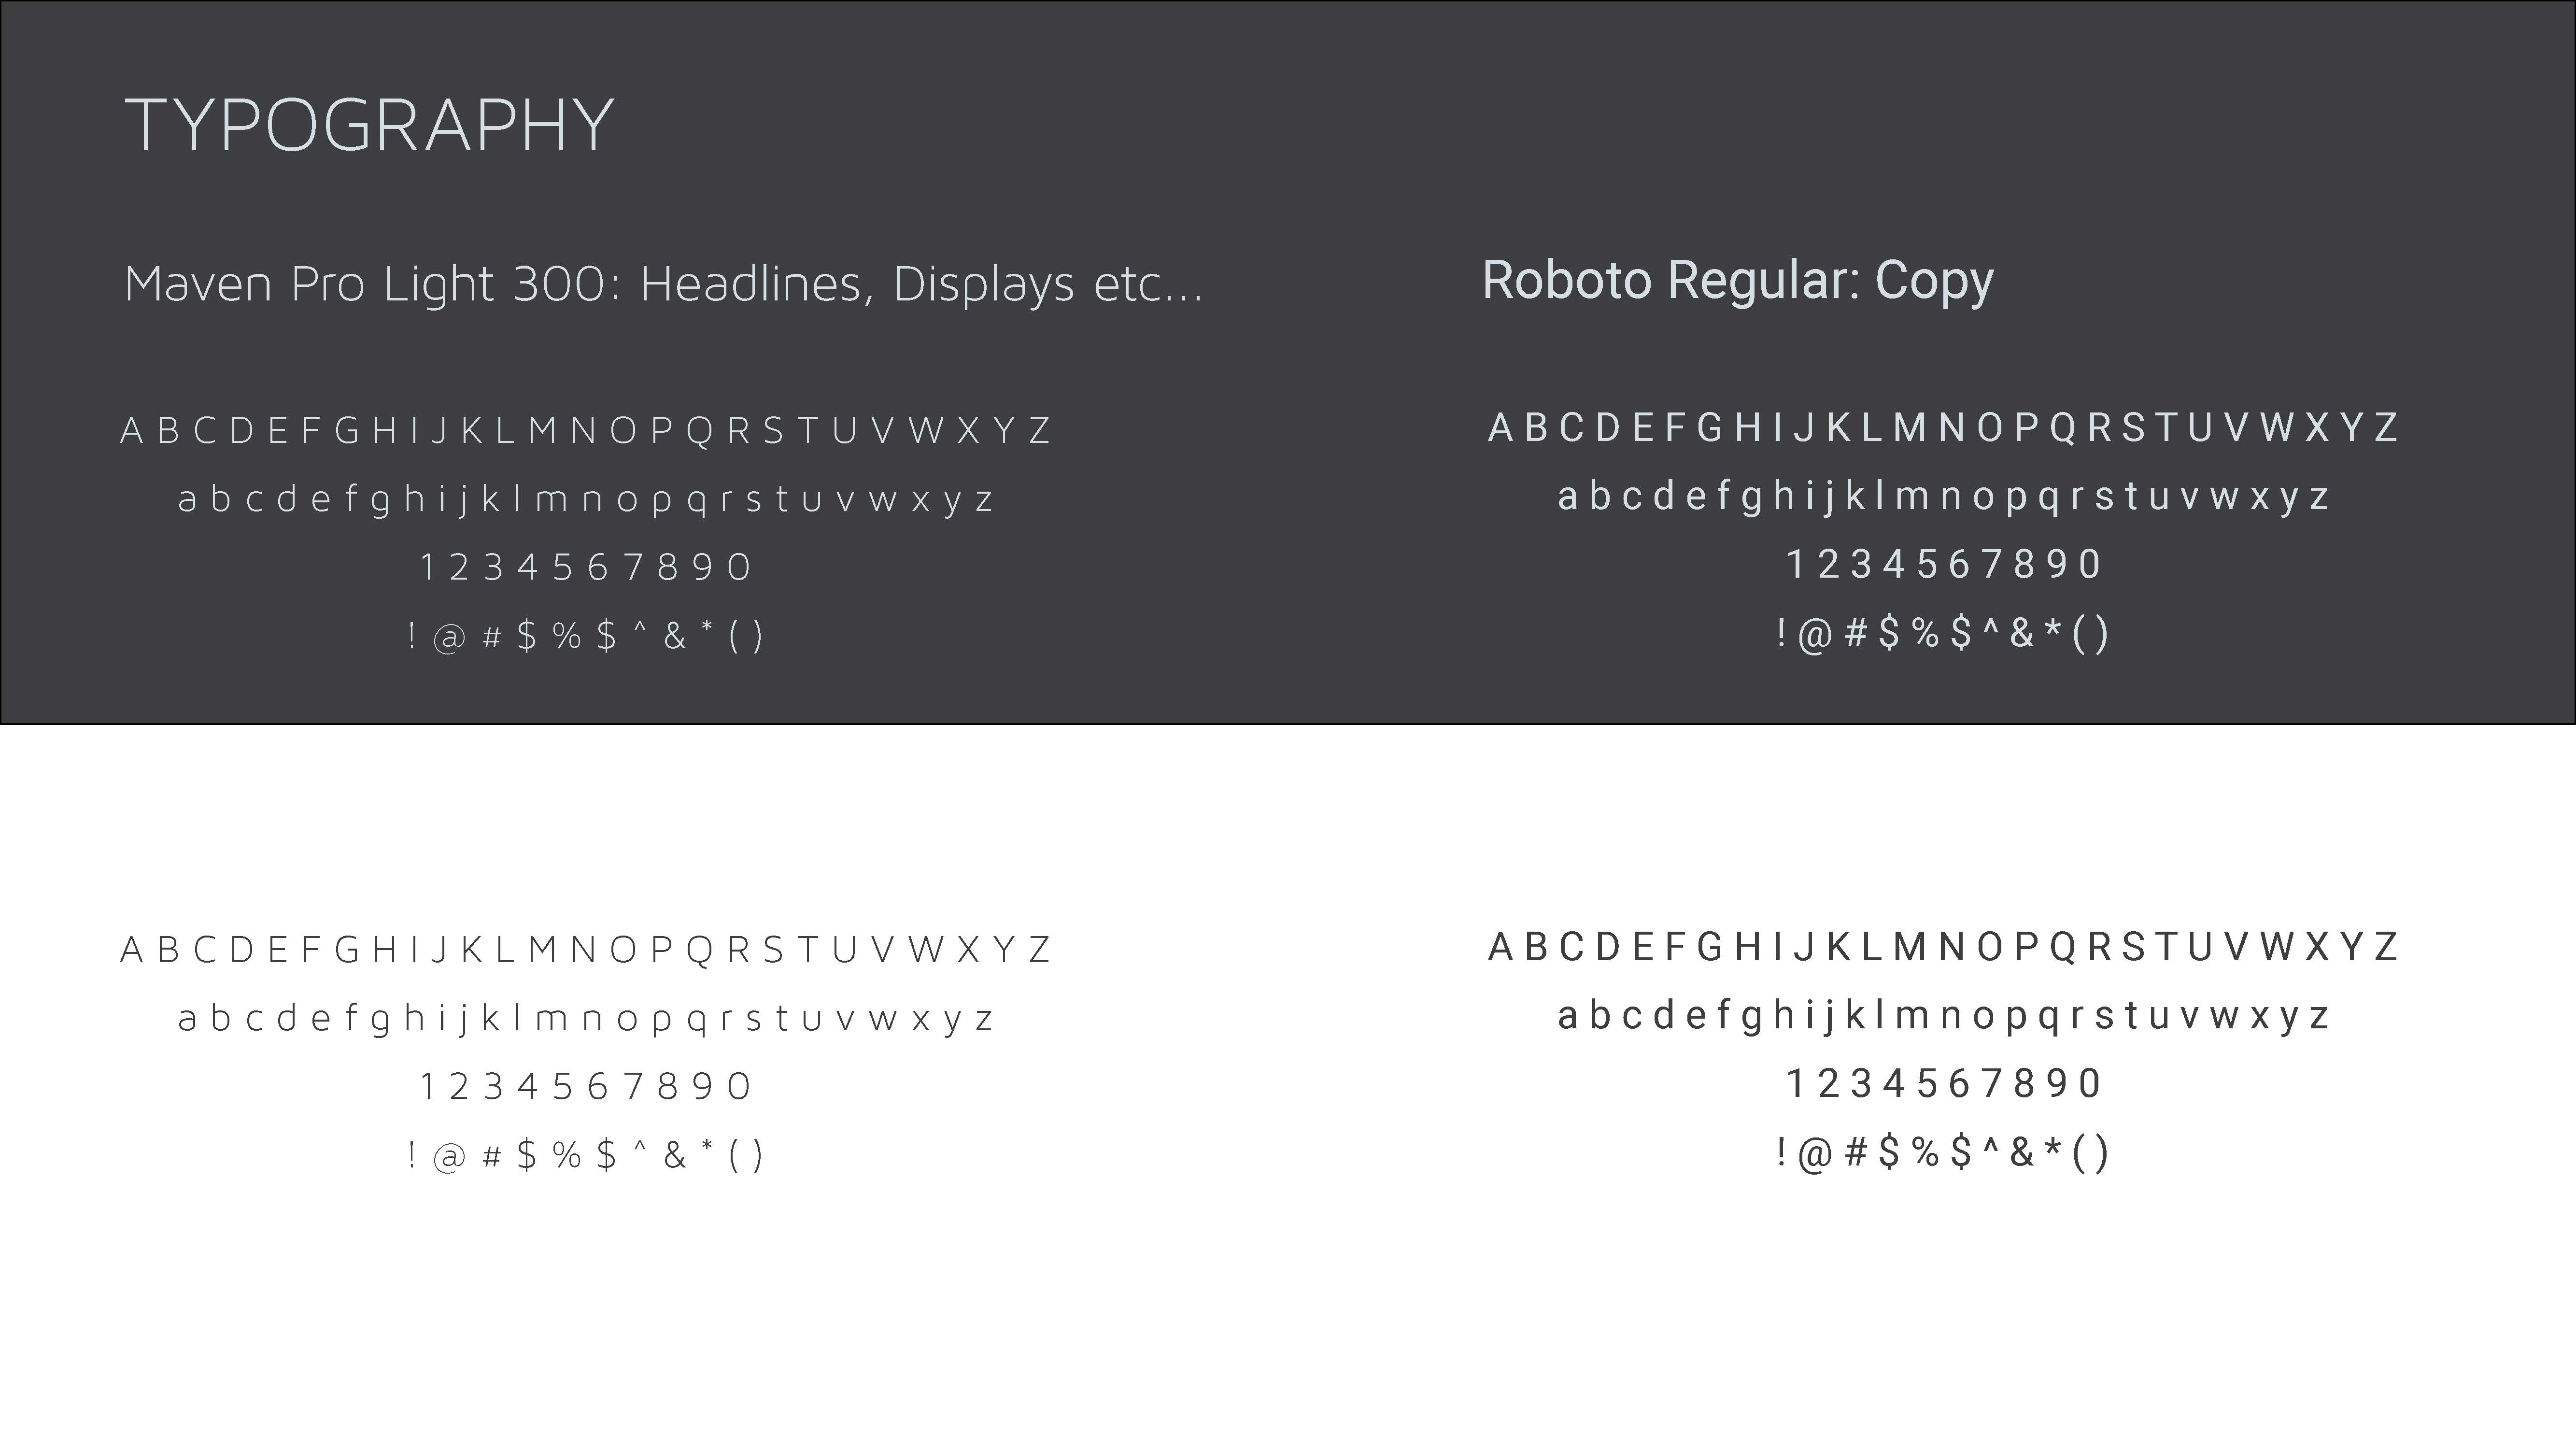 TYPOGRAPHY
Maven Pro Light 300: Headlines, Displays etc...
A B C D E F G H I J K L M N O P Q R S T U V W X Y Z
a b c d e f g h i j k l m n o p q r s t u v w x y z
1 2 3 4 5 6 7 8 9 0
! @ # $ % $ ^ & * ( )
Roboto Regular: Copy
A B C D E F G H I J K L M N O P Q R S T U V W X Y Z
a b c d e f g h i j k l m n o p q r s t u v w x y z
1 2 3 4 5 6 7 8 9 0
! @ # $ % $ ^ & * ( )
A B C D E F G H I J K L M N O P Q R S T U V W X Y Z
a b c d e f g h i j k l m n o p q r s t u v w x y z
1 2 3 4 5 6 7 8 9 0
! @ # $ % $ ^ & * ( )
A B C D E F G H I J K L M N O P Q R S T U V W X Y Z
a b c d e f g h i j k l m n o p q r s t u v w x y z
1 2 3 4 5 6 7 8 9 0
! @ # $ % $ ^ & * ( )